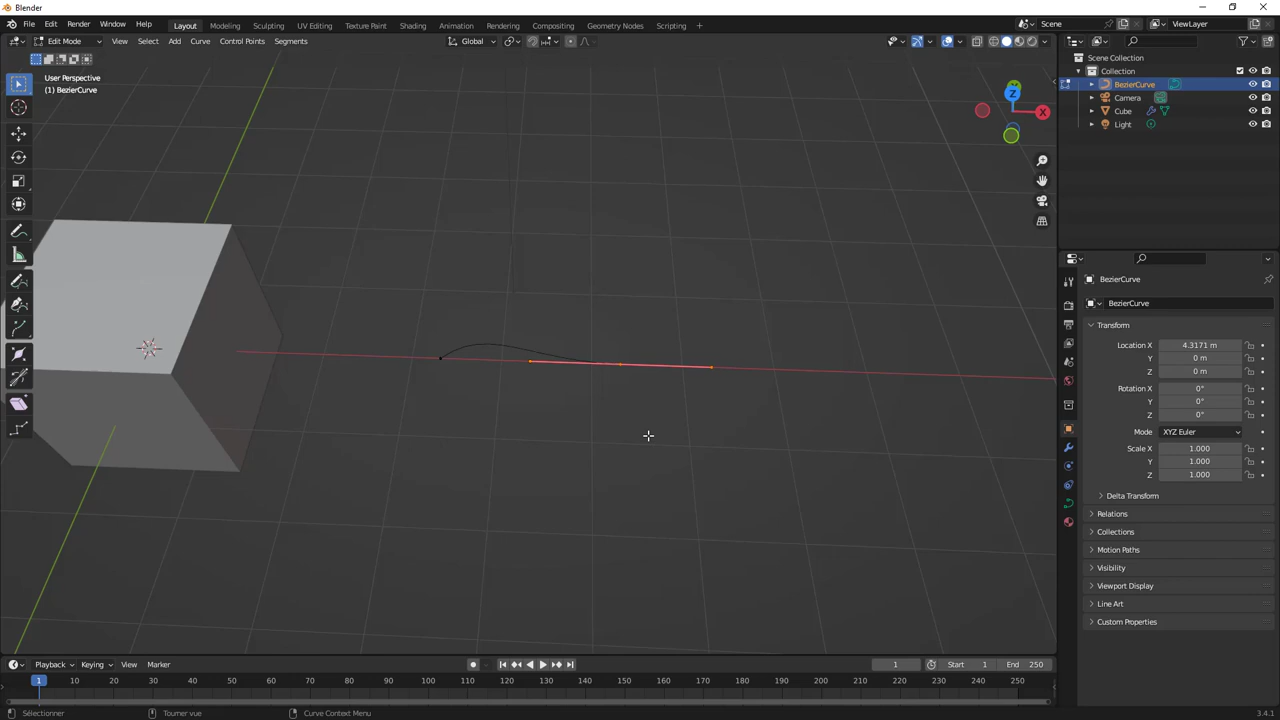 Blender
File Edit Render Window Help Layout Modeling Sculpting UV Editing Texture Paint Shading Animation Rendering Compositing Geometry Nodes Scripting + Scene ViewLayer
Edit Mode View Select Add Curve Control Points Segments Global
User Perspective
(1) BezierCurve
Z
X
Scene Collection
Collection
BezierCurve
Camera
Cube
Light
BezierCurve
BezierCurve
Transform
Location X 4.3171 m
Y 0 m
Z 0 m
Rotation X 0°
Y 0°
Z 0°
Mode XYZ Euler
Scale X 1.000
Y 1.000
Z 1.000
Delta Transform
Relations
Collections
Motion Paths
Visibility
Viewport Display
Line Art
Custom Properties
Playback Keying View Marker 1 Start 1 End 250
1 10 20 30 40 50 60 70 80 90 100 110 120 130 140 150 160 170 180 190 200 210 220 230 240 250
Sélectionner Tourner vue Curve Context Menu 3.4.1